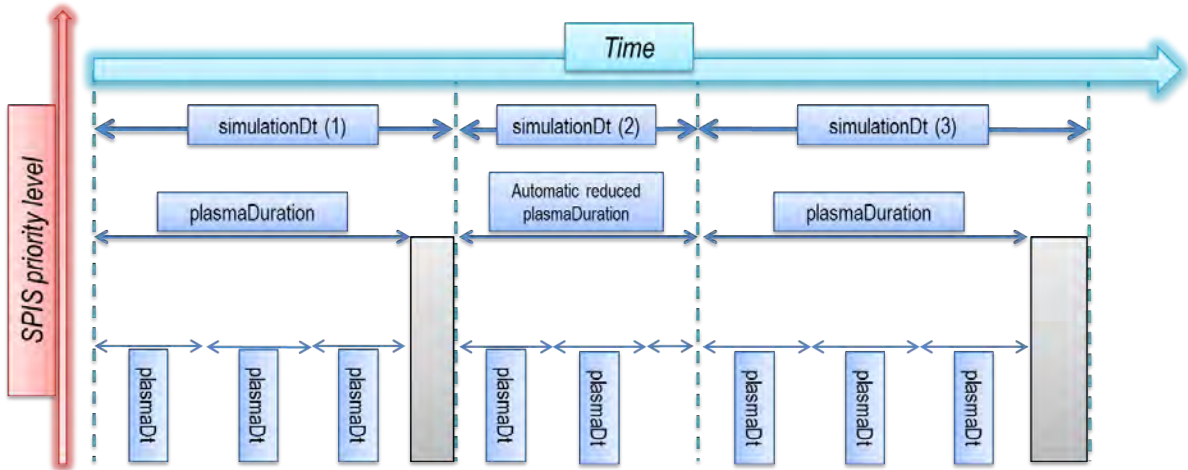 Time
SPIS priority level
simulationDt (1)
simulationDt (2)
simulationDt (3)
plasmaDuration
Automatic reduced
plasmaDuration
plasmaDuration
plasmaDt
plasmaDt
plasmaDt
plasmaDt
plasmaDt
plasmaDt
plasmaDt
plasmaDt